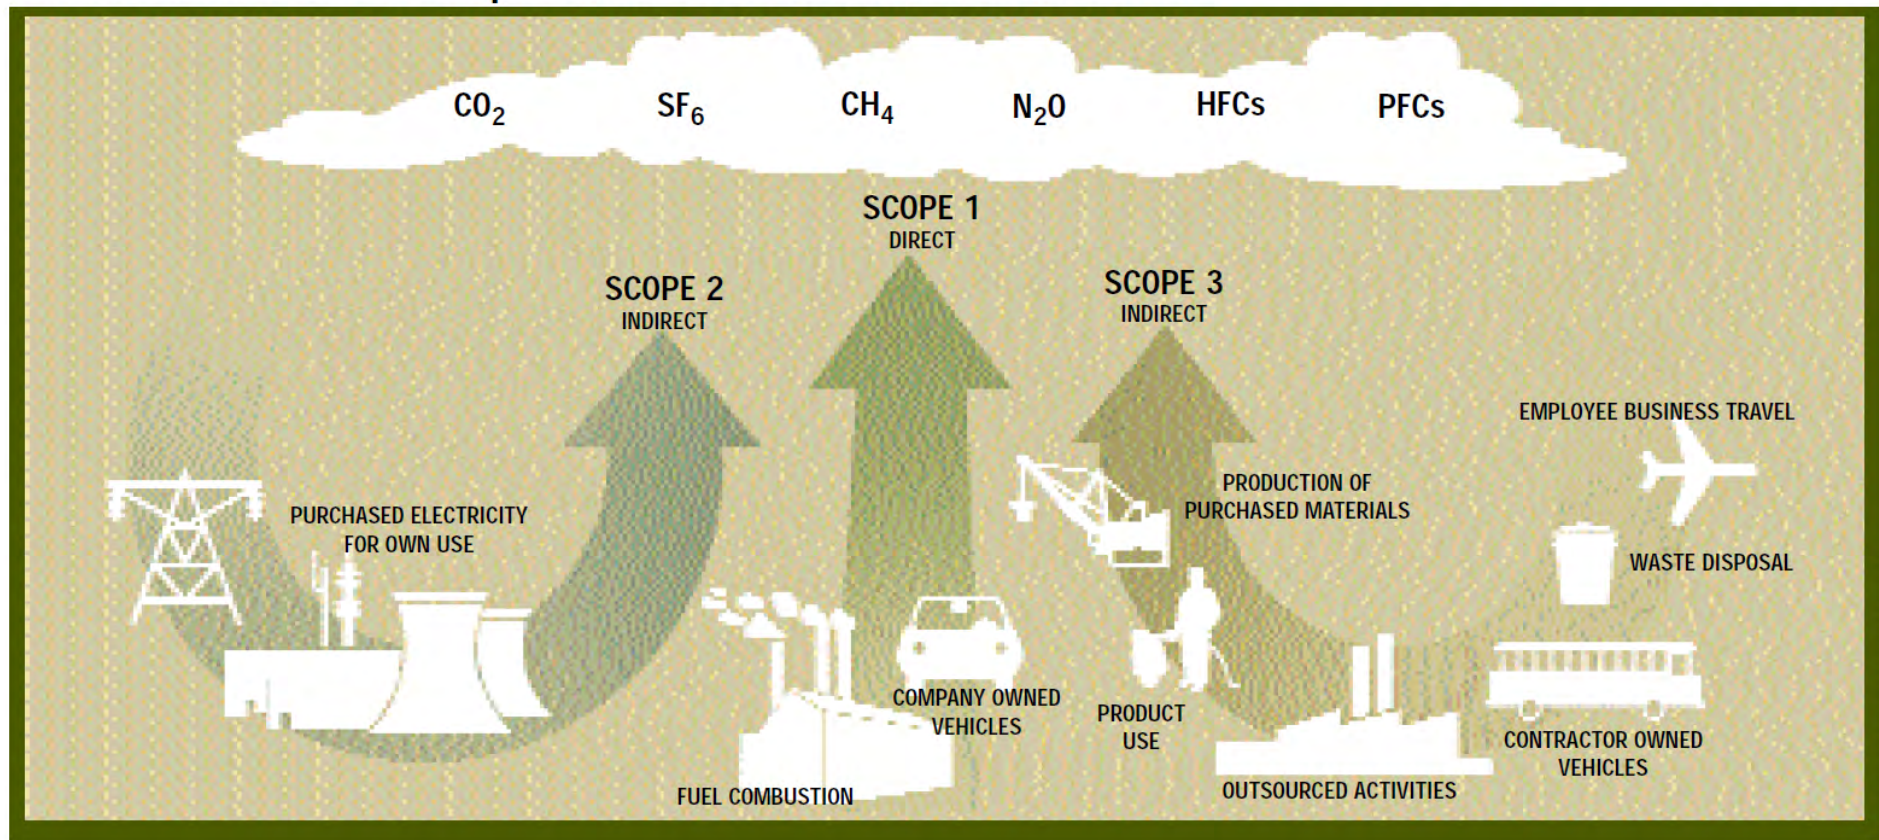 CO₂ SF₆ CH₄ N₂O HFCs PFCs
SCOPE 1
DIRECT
SCOPE 2
INDIRECT
SCOPE 3
INDIRECT
EMPLOYEE BUSINESS TRAVEL
PURCHASED ELECTRICITY
FOR OWN USE
PRODUCTION OF
PURCHASED MATERIALS
WASTE DISPOSAL
COMPANY OWNED
VEHICLES
PRODUCT
USE
CONTRACTOR OWNED
VEHICLES
FUEL COMBUSTION
OUTSOURCED ACTIVITIES